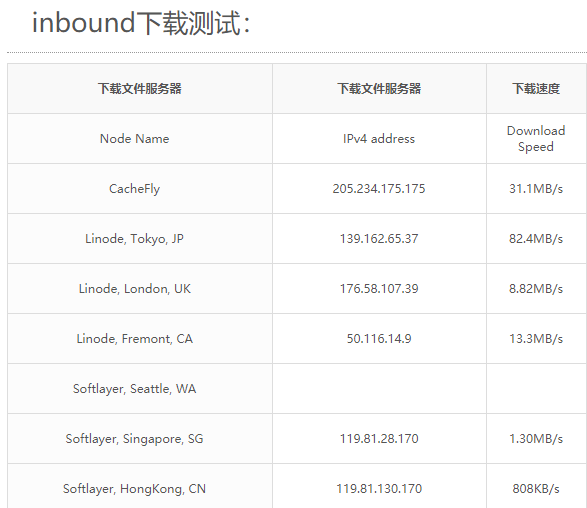 inbound下载测试：
下载文件服务器 下载文件服务器 下载速度
Node Name IPv4 address Download Speed
CacheFly 205.234.175.175 31.1MB/s
Linode, Tokyo, JP 139.162.65.37 82.4MB/s
Linode, London, UK 176.58.107.39 8.82MB/s
Linode, Fremont, CA 50.116.14.9 13.3MB/s
Softlayer, Seattle, WA
Softlayer, Singapore, SG 119.81.28.170 1.30MB/s
Softlayer, HongKong, CN 119.81.130.170 808KB/s